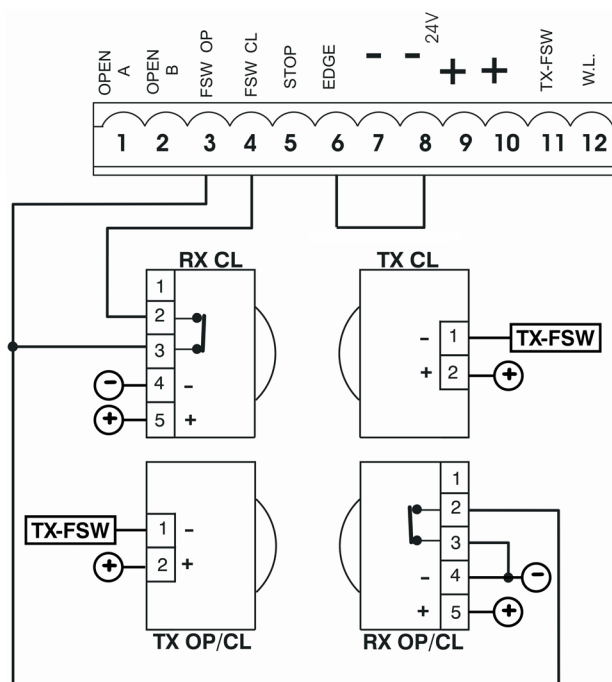 OPEN A
OPEN B
FSW OP
FSW CL
STOP
EDGE
-
-
24V
+
+
TX-FSW
W.L.
1 2 3 4 5 6 7 8 9 10 11 12
RX CL
1
2
3
4 -
5 +
-
+
TX CL
- 1
+ 2
TX-FSW
+
TX-FSW
+
1 -
2 +
TX OP/CL
1
2
3
- 4
+ 5
-
+
RX OP/CL